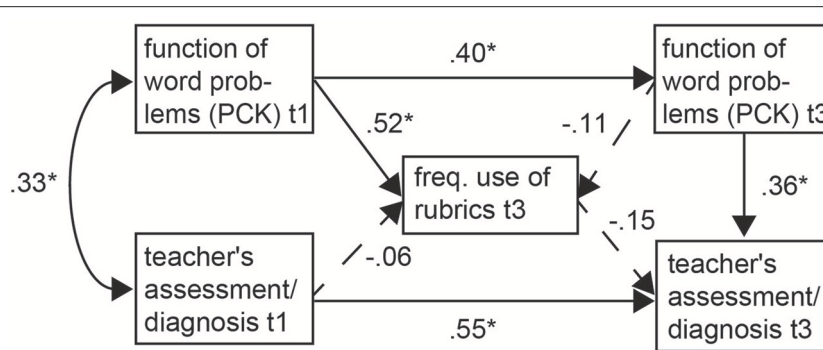 function of
word prob-
lems (PCK) t1
.40*
function of
word prob-
lems (PCK) t3
.52*
-.11
.33*
freq. use of
rubrics t3
.36*
-.15
-.06
teacher's
assessment/
diagnosis t1
.55*
teacher's
assessment/
diagnosis t3